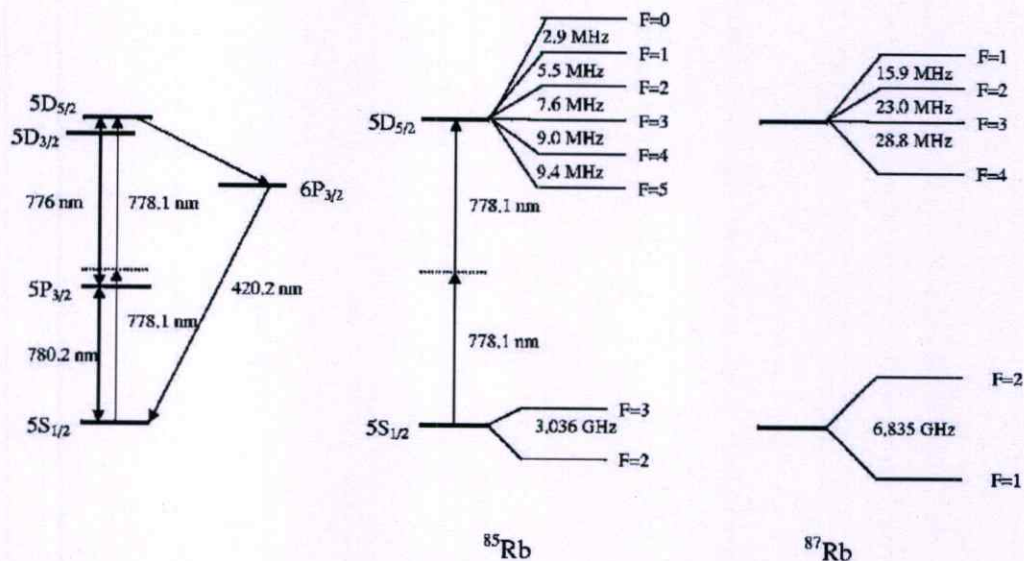 5D5/2
5D3/2
776 nm
778.1 nm
6P3/2
5P3/2
778.1 nm
420.2 nm
780.2 nm
5S1/2
F=0
2.9 MHz
F=1
5.5 MHz
F=2
7.6 MHz
5D5/2
F=3
9.0 MHz
F=4
9.4 MHz
F=5
778.1 nm
778.1 nm
F=3
5S1/2
3,036 GHz
F=2
85Rb
F=1
15.9 MHz
F=2
23.0 MHz
F=3
28.8 MHz
F=4
F=2
6,835 GHz
F=1
87Rb